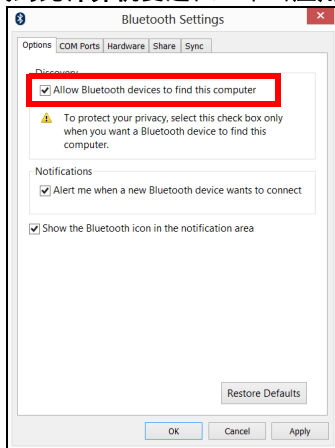 Bluetooth Settings
Options COM Ports Hardware Share Sync
Discovery
Allow Bluetooth devices to find this computer
To protect your privacy, select this check box only
when you want a Bluetooth device to find this
computer.
Notifications
Alert me when a new Bluetooth device wants to connect
Show the Bluetooth icon in the notification area
Restore Defaults
OK Cancel Apply